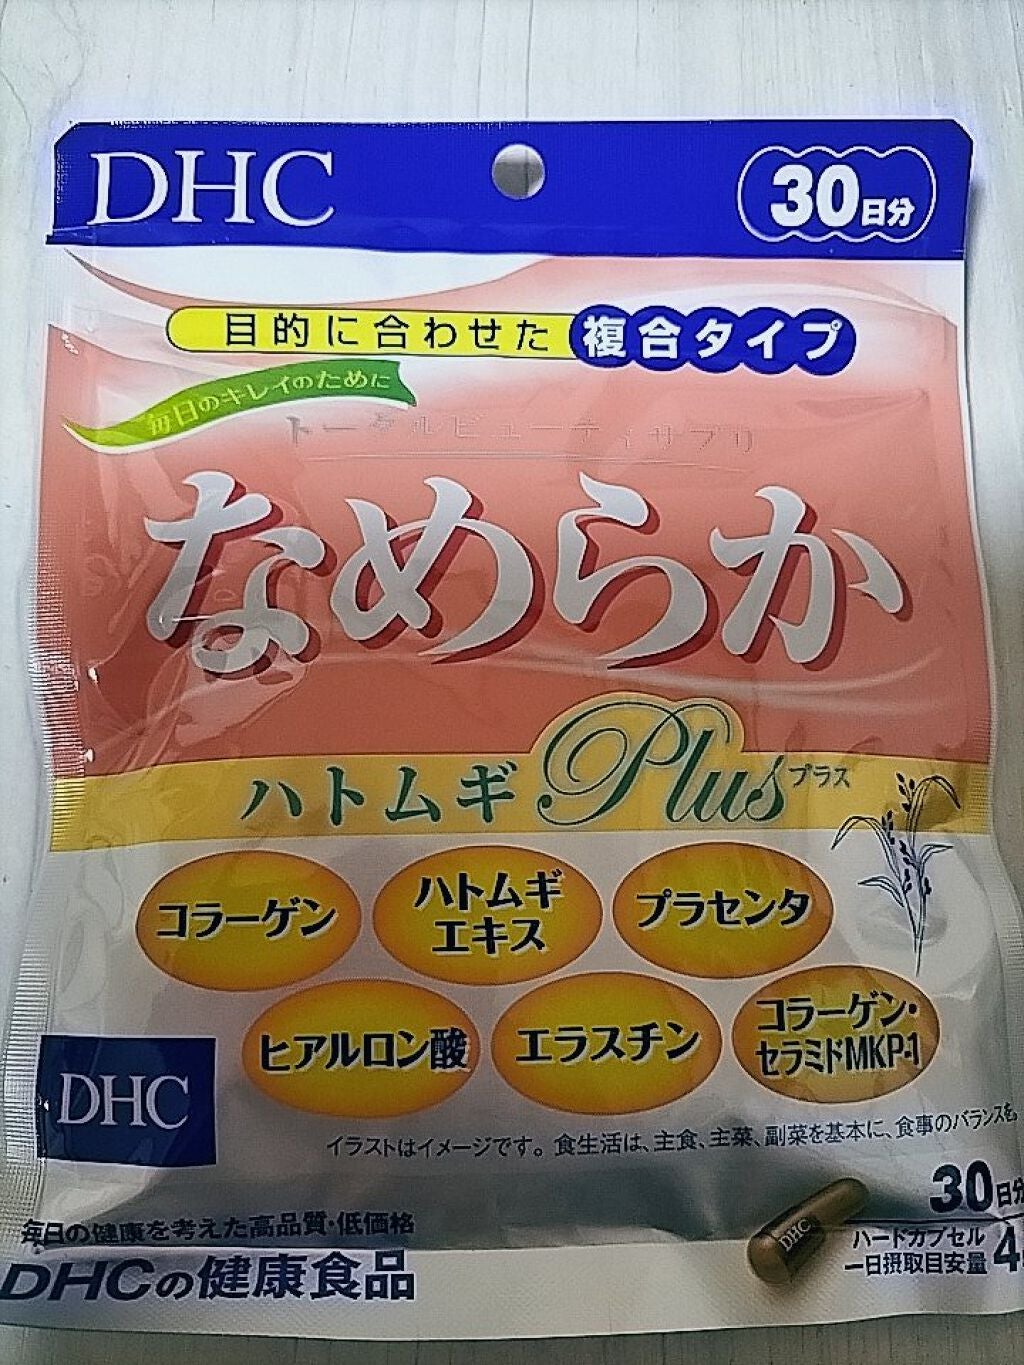 DHC
30日分
目的に合わせた 複合タイプ
毎日のキレイのために
トータルビューティサプリ
なめらか
ハトムギ Plus プラス
コラーゲン
ハトムギ
エキス
プラセンタ
ヒアルロン酸
エラスチン
コラーゲン・
セラミドMKP-1
DHC
イラストはイメージです。食生活は、主食、主菜、副菜を基本に、食事のバランスを。
30日分
毎日の健康を考えた高品質・低価格
DHCの健康食品
DHC
ハードカプセル
一日摂取目安量 4